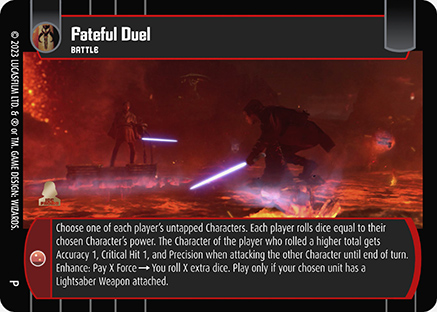 Fateful Duel
BATTLE
© 2023 LUCASFILM LTD. & ® or TM. GAME DESIGN: WIZARDS.
P
Choose one of each player's untapped Characters. Each player rolls dice equal to their
chosen Character's power. The Character of the player who rolled a higher total gets
Accuracy 1, Critical Hit 1, and Precision when attacking the other Character until end of turn.
Enhance: Pay X Force → You roll X extra dice. Play only if your chosen unit has a
Lightsaber Weapon attached.